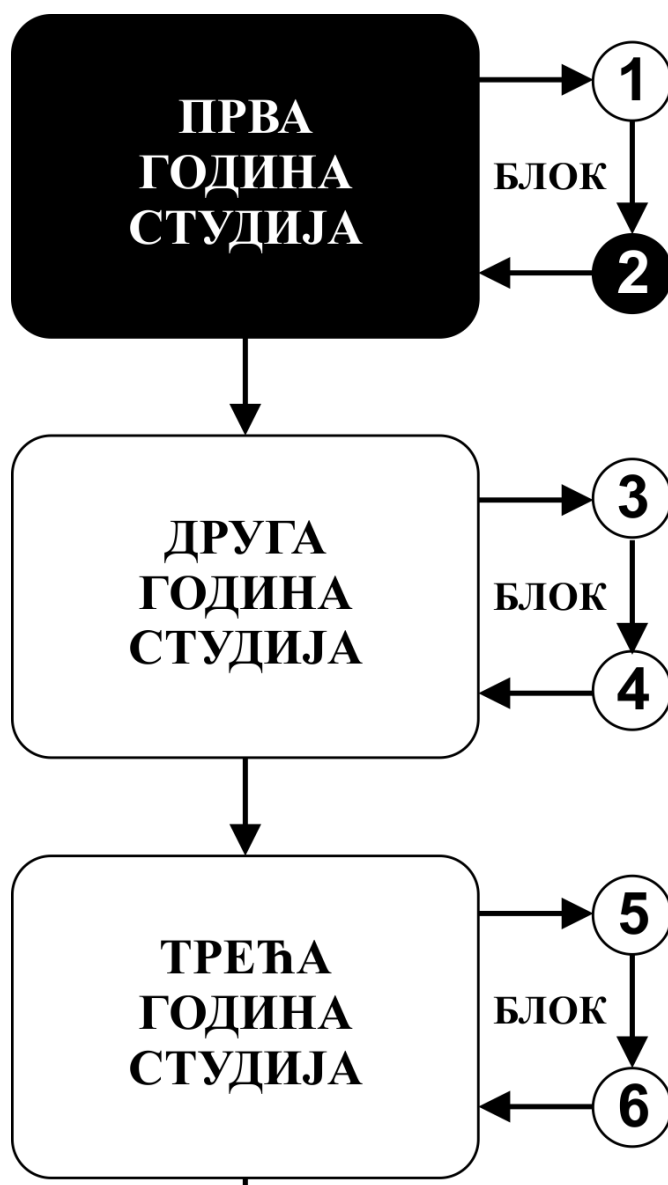 ПРВА
ГОДИНА
СТУДИЈА
1
БЛОК
2
ДРУГА
ГОДИНА
СТУДИЈА
3
БЛОК
4
ТРЕЋА
ГОДИНА
СТУДИЈА
5
БЛОК
6